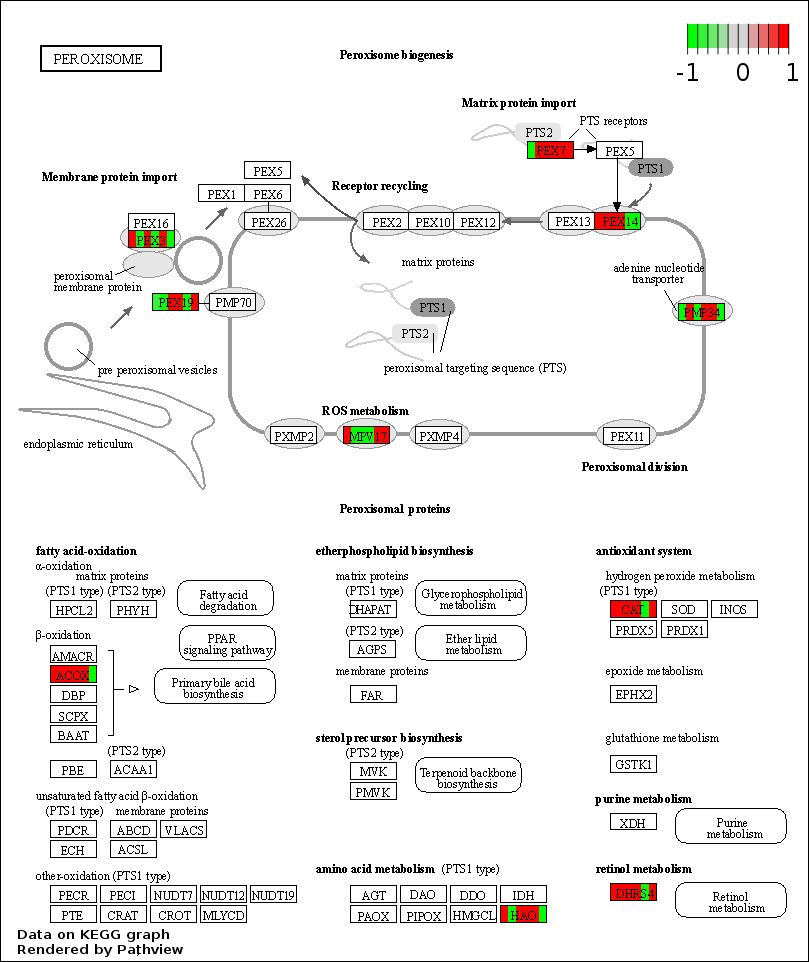 PEROXISOME
Peroxisome biogenesis
-1 0 1
Matrix protein import
PTS receptors
PTS2
PEX7
PEX5
PTS1
Membrane protein import
PEX5
PEX1 PEX6
Receptor recycling
PEX16
PEX3
PEX26
PEX2 PEX10 PEX12
PEX13 PEX14
matrix proteins
peroxisomal
membrane protein
adenine nucleotide
transporter
PEX19
PMP70
PTS1
PMP34
PTS2
pre peroxisomal vesicles
peroxisomal targeting sequence (PTS)
ROS metabolism
endoplasmic reticulum
PXMP2
MPV17
PXMP4
PEX11
Peroxisomal division
Peroxisomal proteins
fatty acid-oxidation
α-oxidation
matrix proteins
(PTS1 type) (PTS2 type)
HPCL2 PHYH
Fatty acid
degradation
β-oxidation
PPAR
signaling pathway
AMACR
ACOX
DBP
SCPX
BAAT
Primary bile acid
biosynthesis
(PTS2 type)
PBE ACAA1
unsaturated fatty acid β-oxidation
(PTS1 type) membrane proteins
PDCR ABCD VLACS
ECH ACSL
other-oxidation (PTS1 type)
PECR PECI NUDT7 NUDT12 NUDT19
PTE CRAT CROT MLYCD
etherphospholipid biosynthesis
matrix proteins
(PTS1 type)
DHAPAT
Glycerophospholipid
metabolism
(PTS2 type)
AGPS
Ether lipid
metabolism
membrane proteins
FAR
sterol precursor biosynthesis
(PTS2 type)
MVK
PMVK
Terpenoid backbone
biosynthesis
amino acid metabolism (PTS1 type)
AGT DAO DDO IDH
PAOX PIPOX HMGCL HAO
antioxidant system
hydrogen peroxide metabolism
(PTS1 type)
CAT SOD INOS
PRDX5 PRDX1
epoxide metabolism
EPHX2
glutathione metabolism
GSTK1
purine metabolism
XDH
Purine
metabolism
retinol metabolism
DHRS4
Retinol
metabolism
Data on KEGG graph
Rendered by Pathview